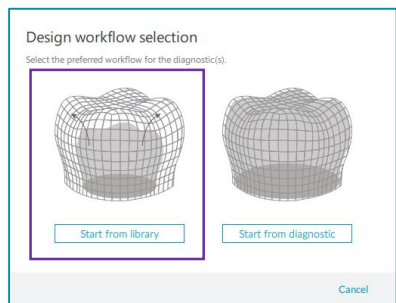 Design workflow selection
Select the preferred workflow for the diagnostic(s).
Start from library
Start from diagnostic
Cancel